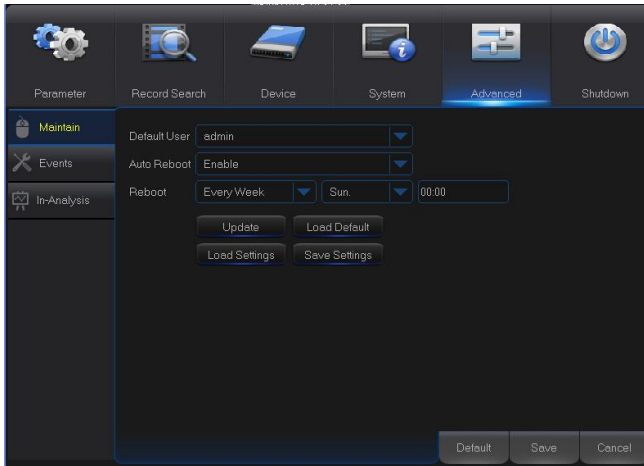 Parameter Record Search Device System Advanced Shutdown
Maintain
Events
In-Analysis
Default User admin
Auto Reboot Enable
Reboot Every Week Sun. 00:00
Update Load Default
Load Settings Save Settings
Default Save Cancel